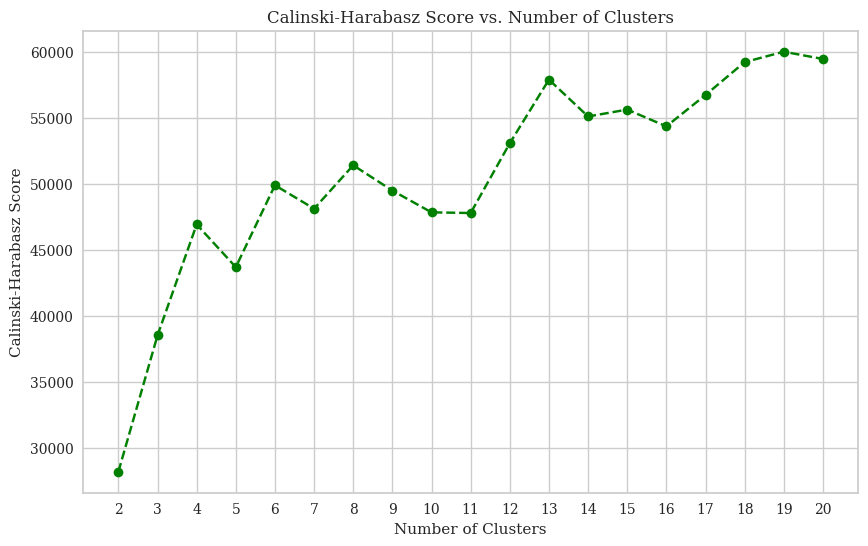 Calinski-Harabasz Score vs. Number of Clusters
Calinski-Harabasz Score
60000
55000
50000
45000
40000
35000
30000
2 3 4 5 6 7 8 9 10 11 12 13 14 15 16 17 18 19 20
Number of Clusters